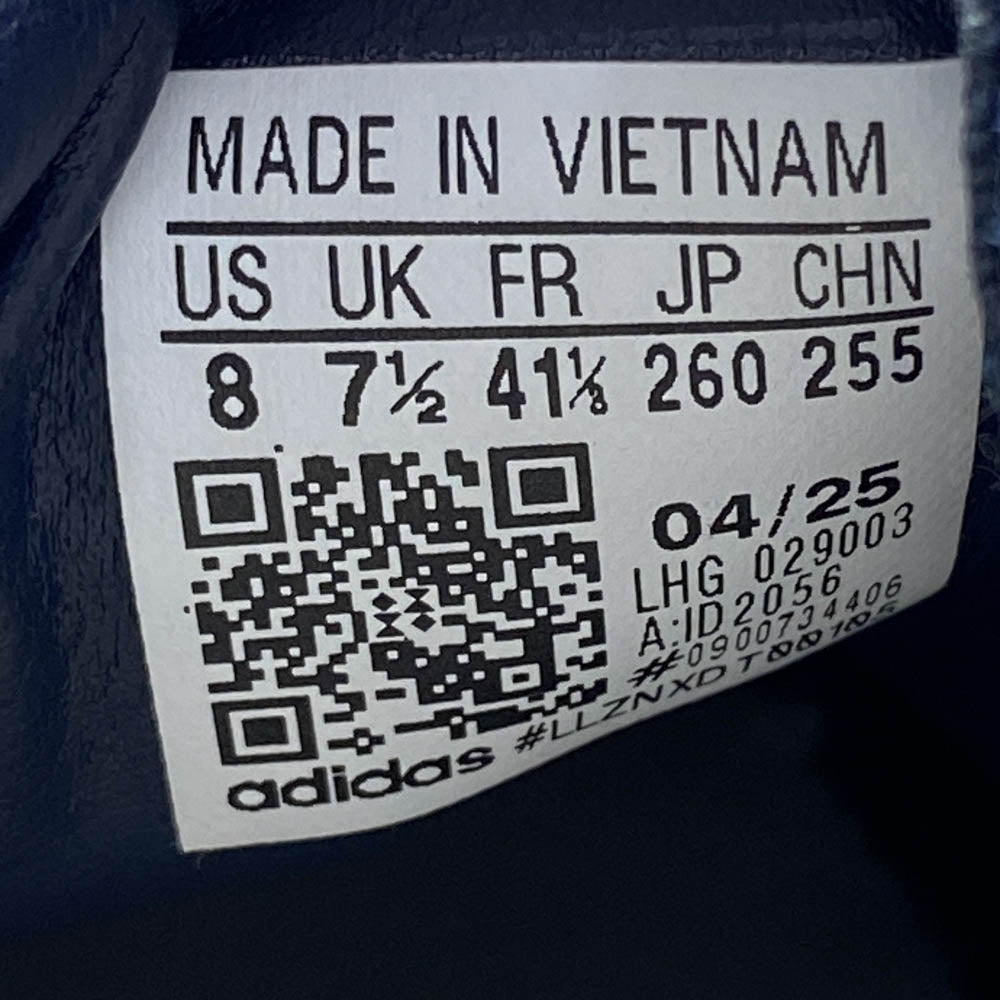 MADE IN VIETNAM
US UK FR JP CHN
8 7½ 41⅓ 260 255
04/25
LHG 029003
A:ID2056
#0900734406
#LLZNXDT00105
adidas